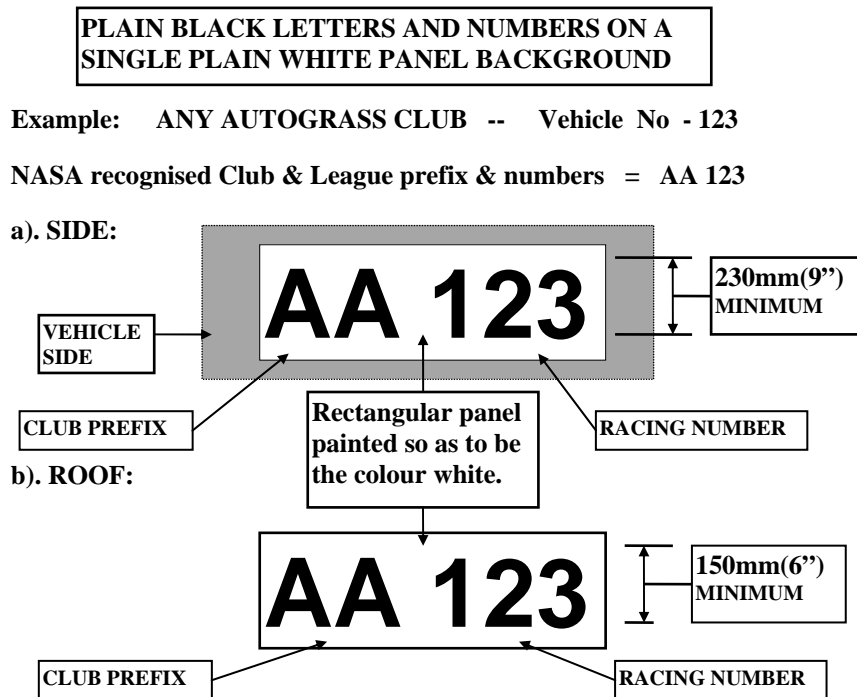 PLAIN BLACK LETTERS AND NUMBERS ON A
SINGLE PLAIN WHITE PANEL BACKGROUND
Example: ANY AUTOGRASS CLUB -- Vehicle No - 123
NASA recognised Club & League prefix & numbers = AA 123
a). SIDE:
AA 123
230mm(9”)
MINIMUM
VEHICLE
SIDE
CLUB PREFIX
Rectangular panel
painted so as to be
the colour white.
RACING NUMBER
b). ROOF:
AA 123
150mm(6”)
MINIMUM
CLUB PREFIX
RACING NUMBER